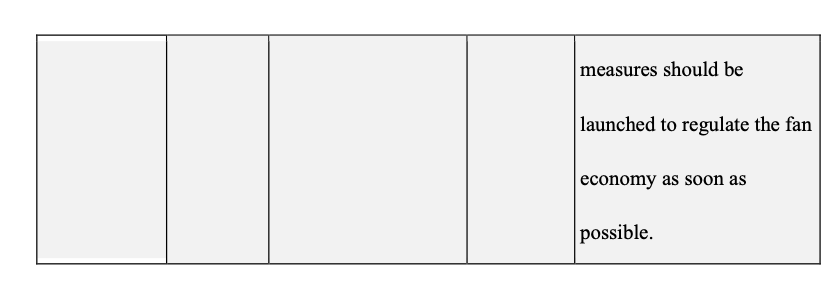 measures should be
launched to regulate the fan
economy as soon as
possible.